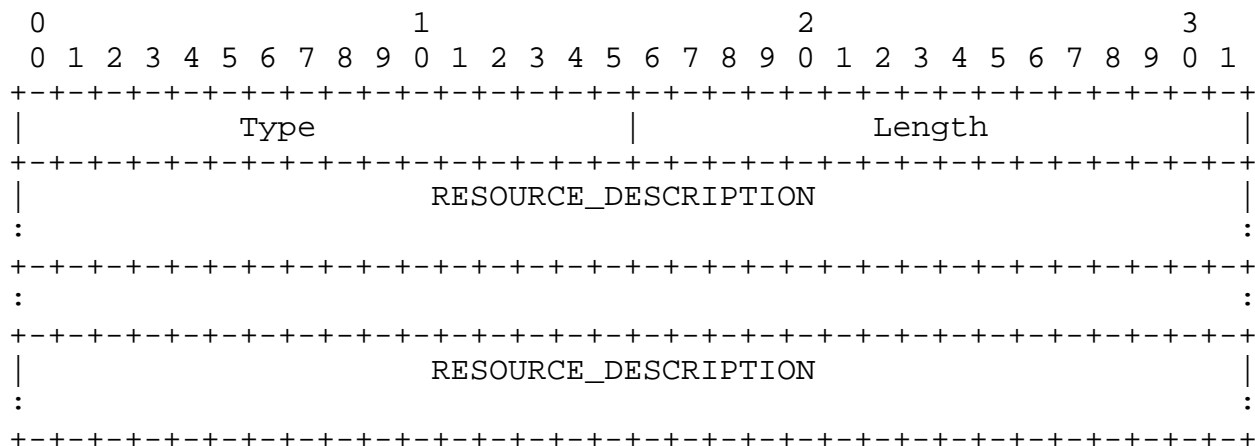 0                   1                   2                   3
 0 1 2 3 4 5 6 7 8 9 0 1 2 3 4 5 6 7 8 9 0 1 2 3 4 5 6 7 8 9 0 1
+-+-+-+-+-+-+-+-+-+-+-+-+-+-+-+-+-+-+-+-+-+-+-+-+-+-+-+-+-+-+-+-+
|           Type                |            Length             |
+-+-+-+-+-+-+-+-+-+-+-+-+-+-+-+-+-+-+-+-+-+-+-+-+-+-+-+-+-+-+-+-+
|                     RESOURCE_DESCRIPTION                      |
:                                                               :
+-+-+-+-+-+-+-+-+-+-+-+-+-+-+-+-+-+-+-+-+-+-+-+-+-+-+-+-+-+-+-+-+
:                                                               :
+-+-+-+-+-+-+-+-+-+-+-+-+-+-+-+-+-+-+-+-+-+-+-+-+-+-+-+-+-+-+-+-+
|                     RESOURCE_DESCRIPTION                      |
:                                                               :
+-+-+-+-+-+-+-+-+-+-+-+-+-+-+-+-+-+-+-+-+-+-+-+-+-+-+-+-+-+-+-+-+